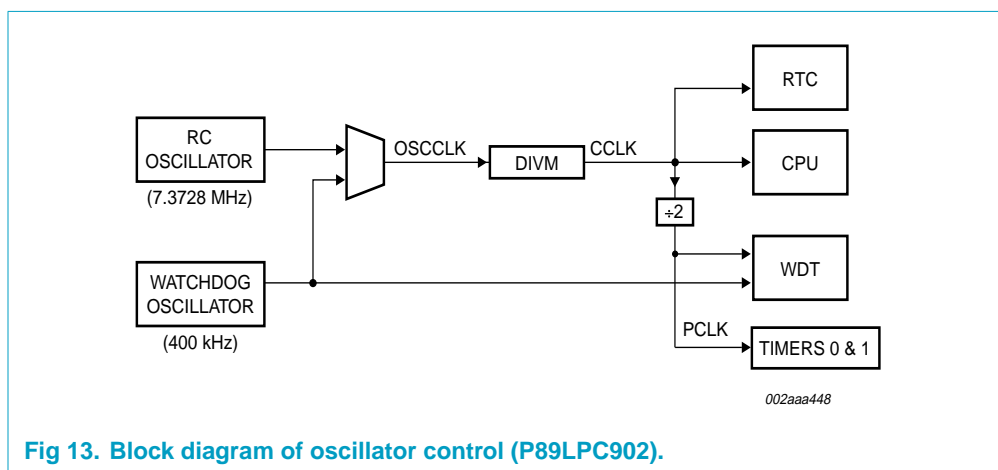 RC
OSCILLATOR
(7.3728 MHz)
WATCHDOG
OSCILLATOR
(400 kHz)
OSCCLK
DIVM
CCLK
÷2
PCLK
RTC
CPU
WDT
TIMERS 0 & 1
002aaa448
Fig 13. Block diagram of oscillator control (P89LPC902).